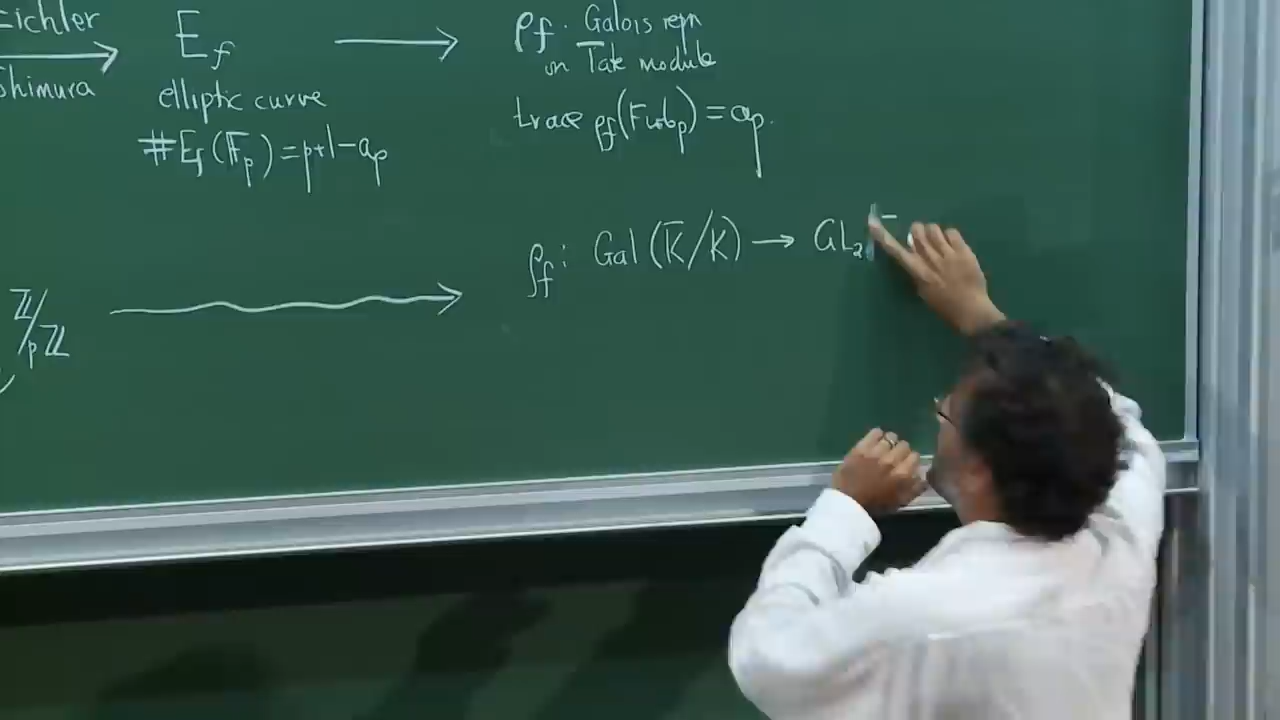 Eichler
Shimura
E_f
elliptic curve
#E_f(𝔽_p)=p+1-a_p
ρ_f. Galois repn
on Tate module
trace ρ_f(Frob_p)=a_p.
ρ_f: Gal(K̄/K) → GL_2
ℤ/pℤ